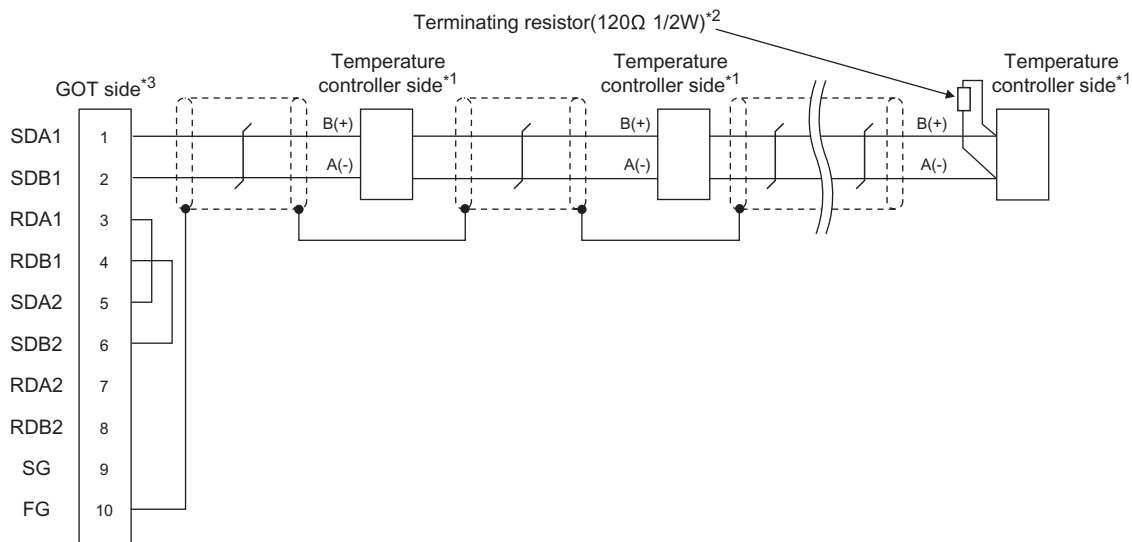 Terminating resistor(120Ω 1/2W)*2
GOT side*3
Temperature
controller side*1
Temperature
controller side*1
Temperature
controller side*1
SDA1 1 B(+) B(+) B(+)
SDB1 2 A(-) A(-) A(-)
RDA1 3
RDB1 4
SDA2 5
SDB2 6
RDA2 7
RDB2 8
SG 9
FG 10